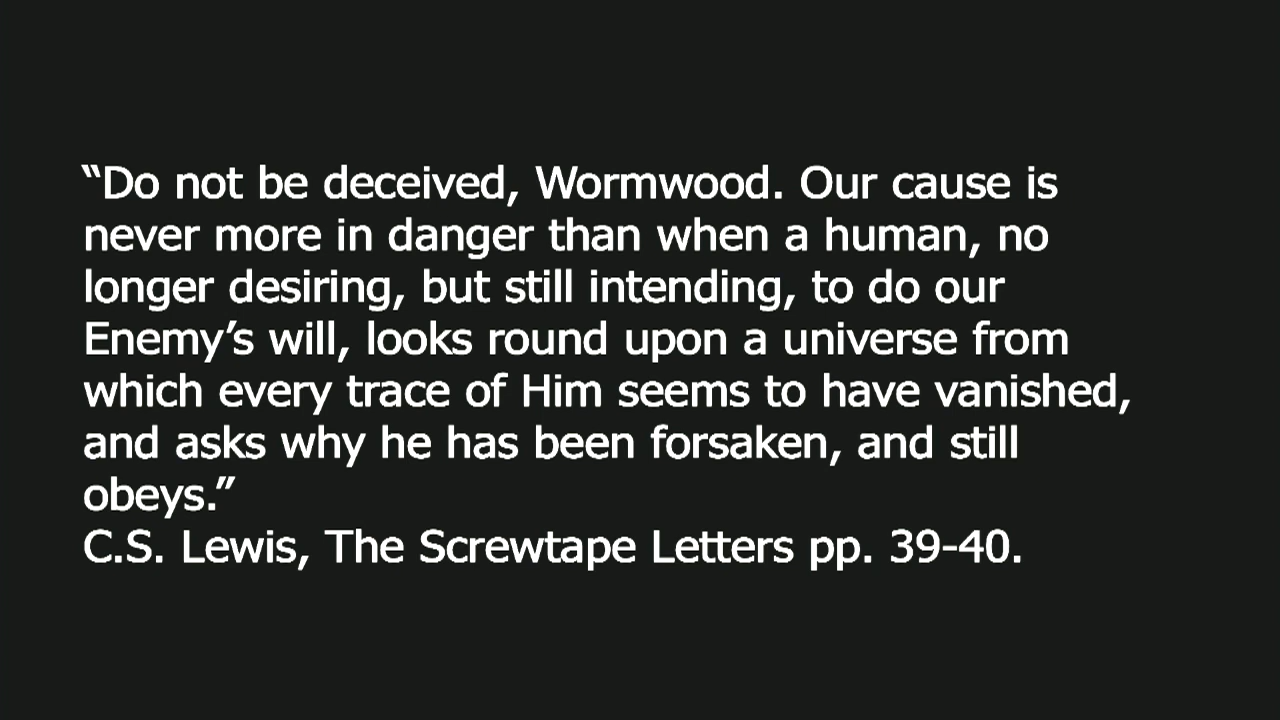 “Do not be deceived, Wormwood. Our cause is
never more in danger than when a human, no
longer desiring, but still intending, to do our
Enemy’s will, looks round upon a universe from
which every trace of Him seems to have vanished,
and asks why he has been forsaken, and still
obeys.”
C.S. Lewis, The Screwtape Letters pp. 39-40.